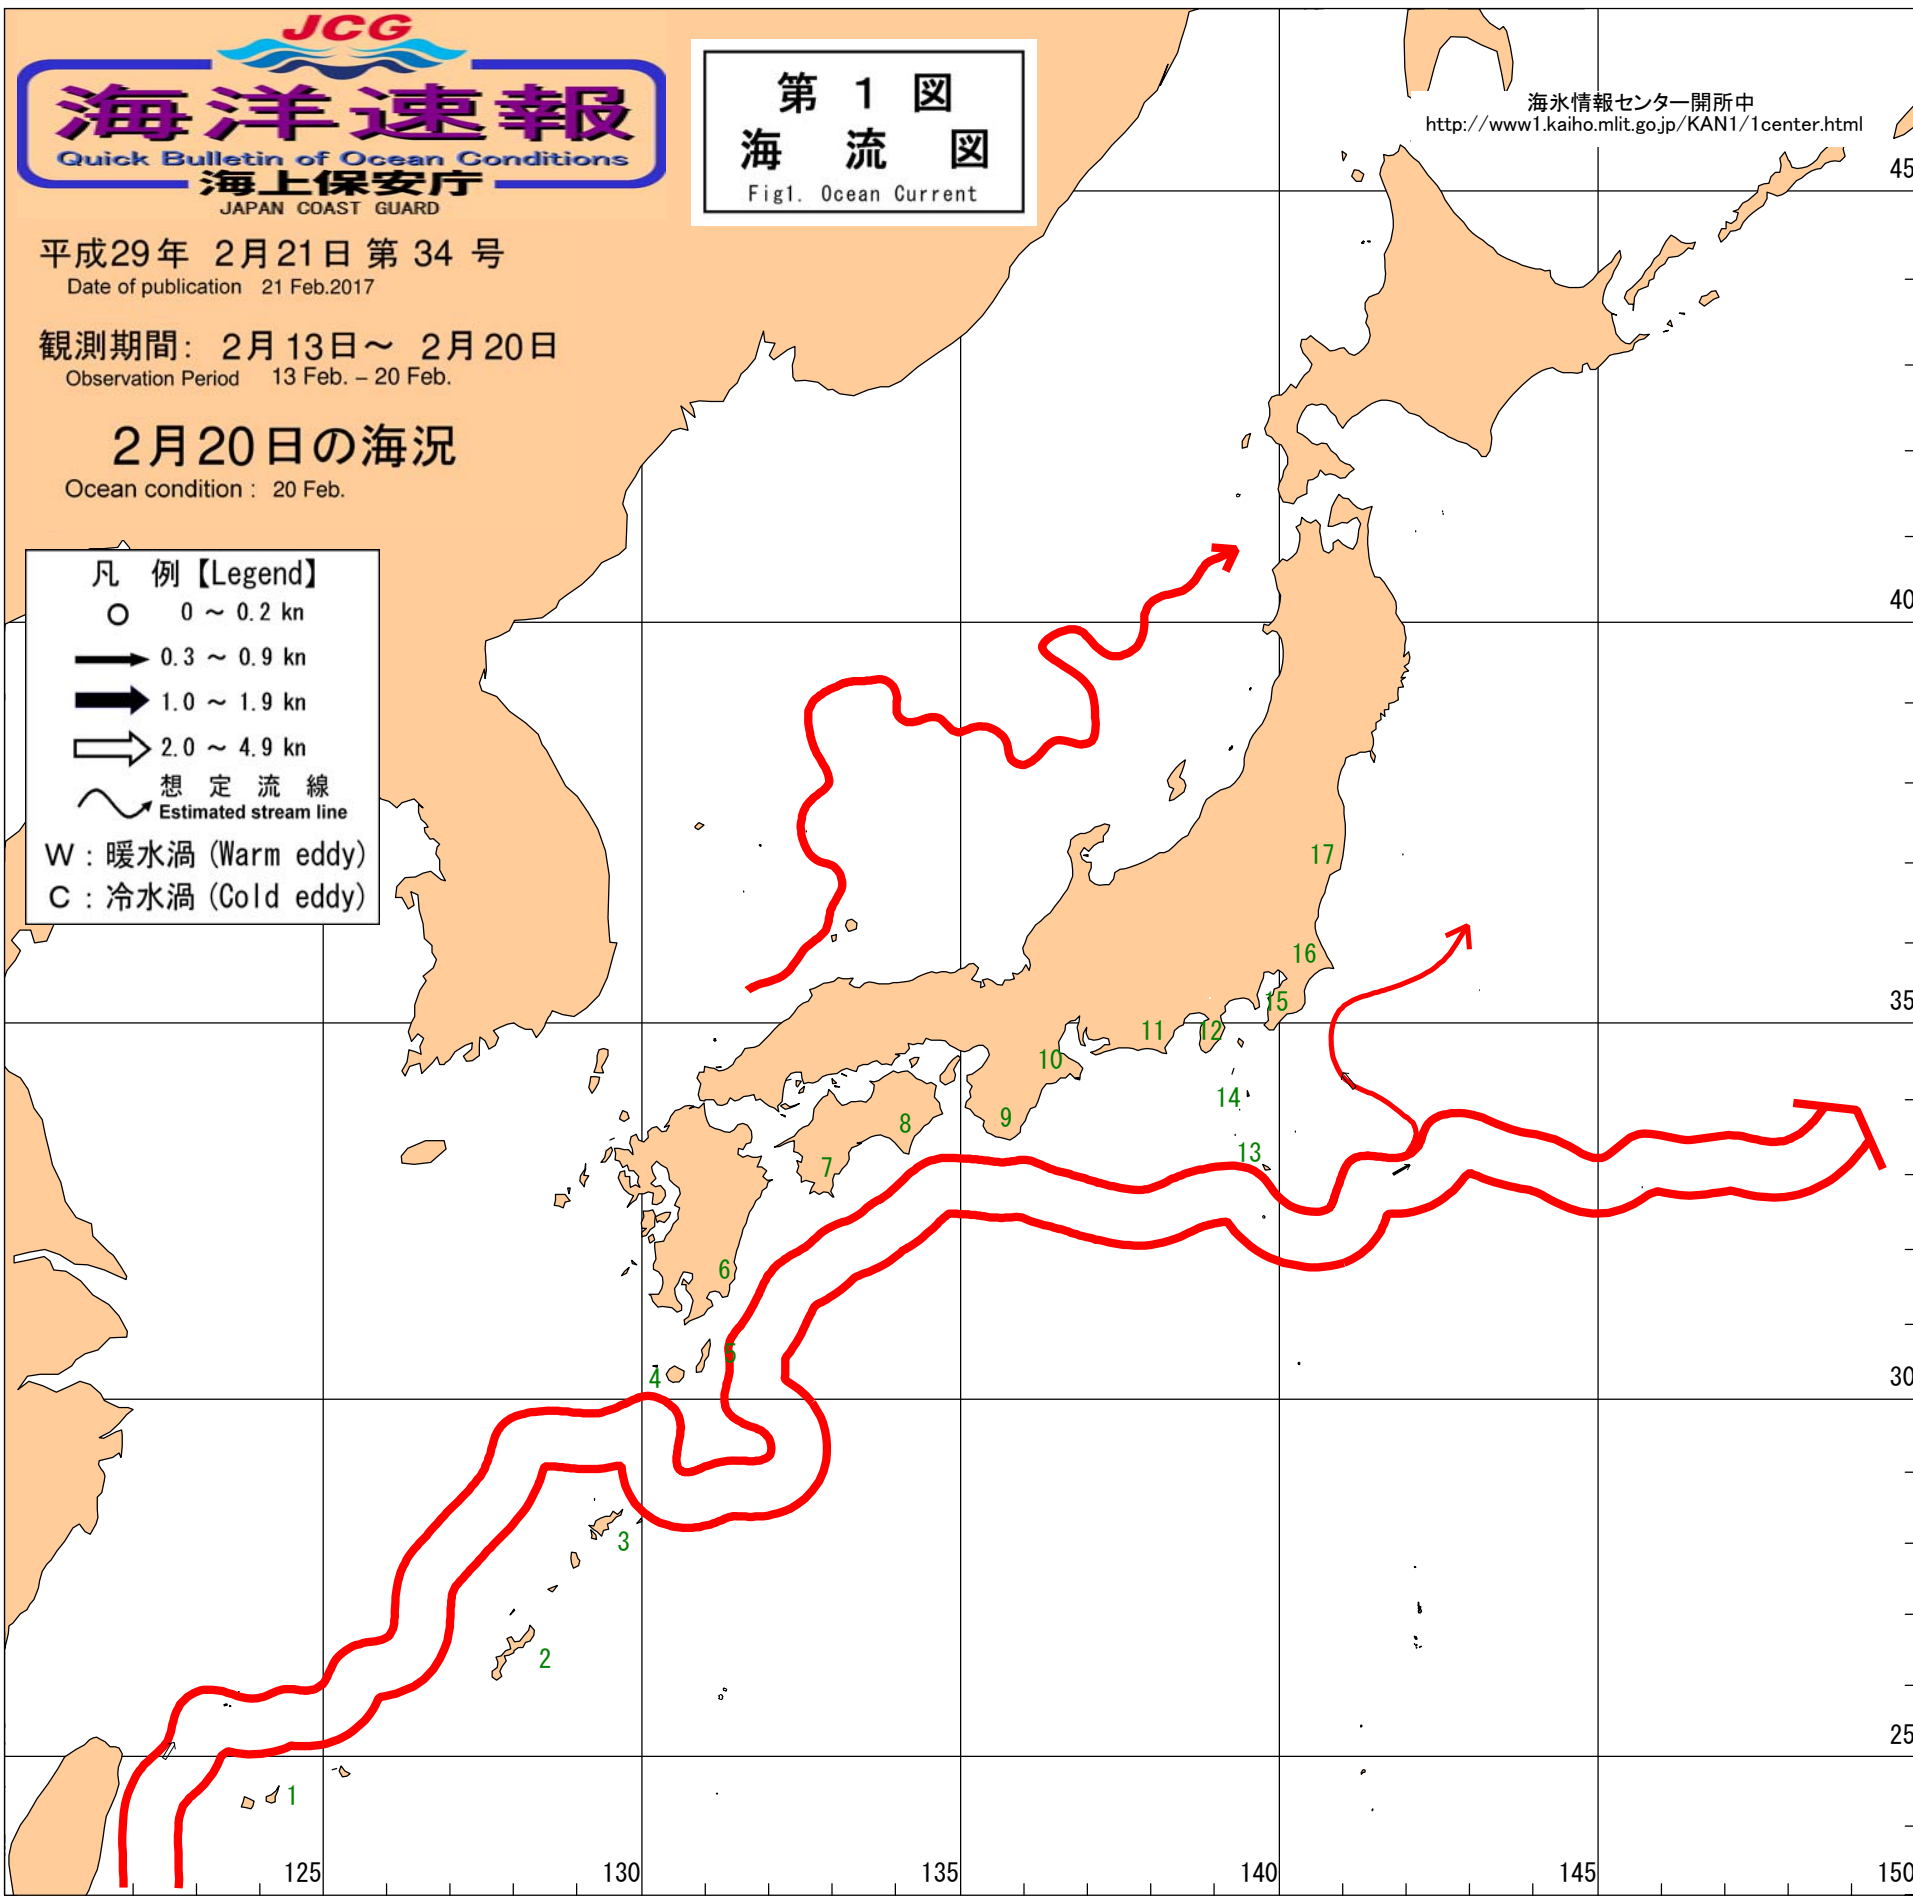 JCG
海洋速報
Quick Bulletin of Ocean Conditions
海上保安庁
JAPAN COAST GUARD
平成29年 2月21日 第 34 号
Date of publication 21 Feb.2017
観測期間: 2月13日～ 2月20日
Observation Period 13 Feb. – 20 Feb.
2月20日の海況
Ocean condition : 20 Feb.
第 1 図
海 流 図
Fig1. Ocean Current
海氷情報センター開所中
http://www1.kaiho.mlit.go.jp/KAN1/1center.html
凡 例【Legend】
0 ～ 0.2 kn
0.3 ～ 0.9 kn
1.0 ～ 1.9 kn
2.0 ～ 4.9 kn
想 定 流 線
Estimated stream line
W : 暖水渦 (Warm eddy)
C : 冷水渦 (Cold eddy)
45
40
35
30
25
17
16
15
12
11
10
14
9
8
13
7
6
5
4
3
2
1
125
130
135
140
145
150